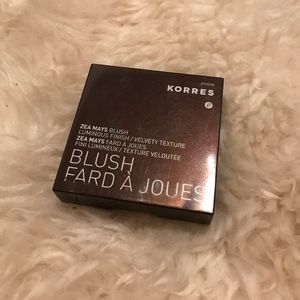 KORRES
ZEA MAYS BLUSH
LUMINOUS FINISH / VELVETY TEXTURE
ZEA MAYS FARD À JOUES
FINI LUMINEUX / TEXTURE VELOUTÉE
BLUSH
FARD À JOUES